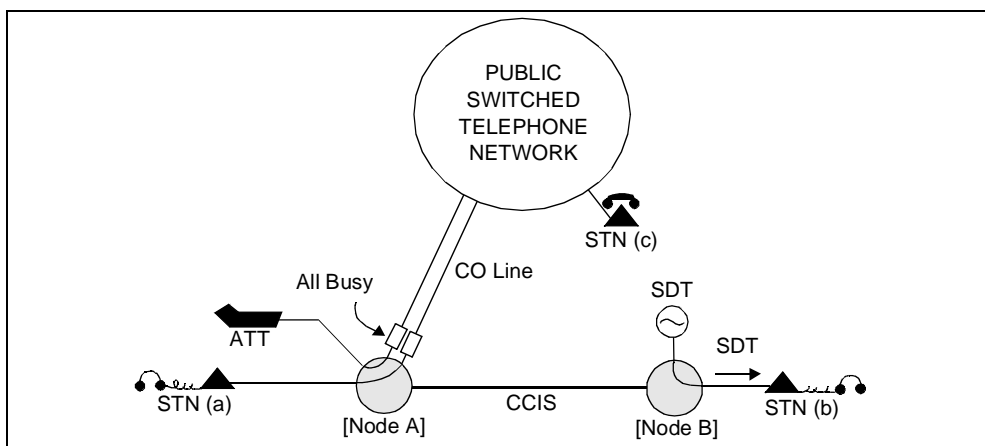 PUBLIC
SWITCHED
TELEPHONE
NETWORK
STN (c)
CO Line
All Busy
SDT
ATT
SDT
STN (a)
CCIS
STN (b)
[Node A]
[Node B]